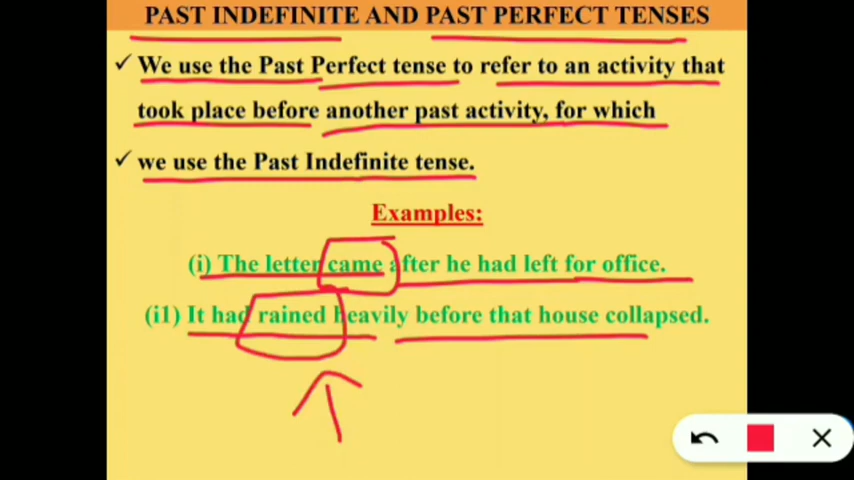 PAST INDEFINITE AND PAST PERFECT TENSES
✓ We use the Past Perfect tense to refer to an activity that
took place before another past activity, for which
✓ we use the Past Indefinite tense.
Examples:
(i) The letter came after he had left for office.
(i1) It had rained heavily before that house collapsed.